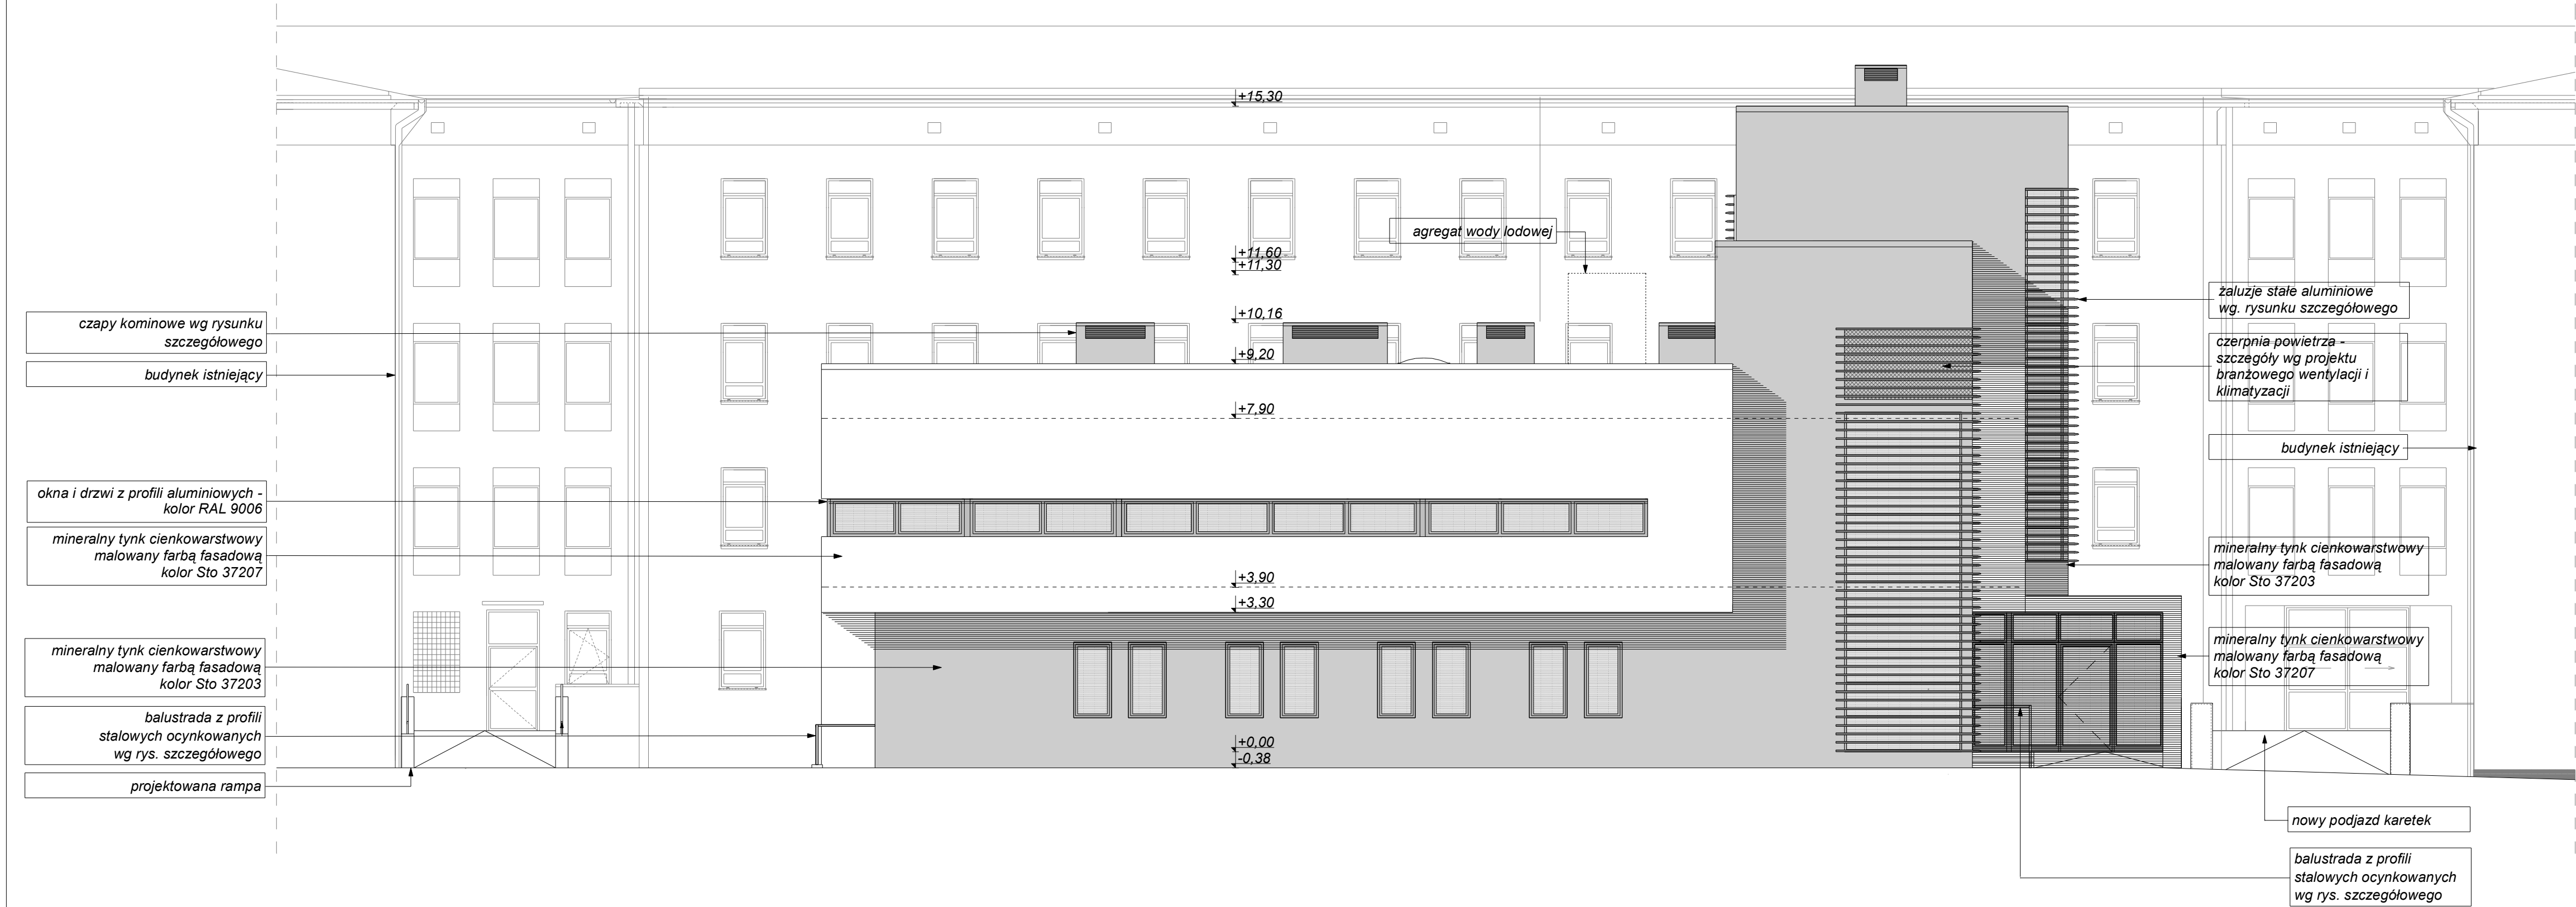 +15,30
agregat wody lodowej
+11,60
+11,30
+10,16
+9,20
+7,90
+3,90
+3,30
+0,00
-0,38
czapy kominowe wg rysunku
szczegółowego
budynek istniejący
okna i drzwi z profili aluminiowych -
kolor RAL 9006
mineralny tynk cienkowarstwowy
malowany farbą fasadową
kolor Sto 37207
mineralny tynk cienkowarstwowy
malowany farbą fasadową
kolor Sto 37203
balustrada z profili
stalowych ocynkowanych
wg rys. szczegółowego
projektowana rampa
żaluzje stałe aluminiowe
wg. rysunku szczegółowego
czerpnia powietrza -
szczegóły wg projektu
branżowego wentylacji i
klimatyzacji
budynek istniejący
mineralny tynk cienkowarstwowy
malowany farbą fasadową
kolor Sto 37203
mineralny tynk cienkowarstwowy
malowany farbą fasadową
kolor Sto 37207
nowy podjazd karetek
balustrada z profili
stalowych ocynkowanych
wg rys. szczegółowego